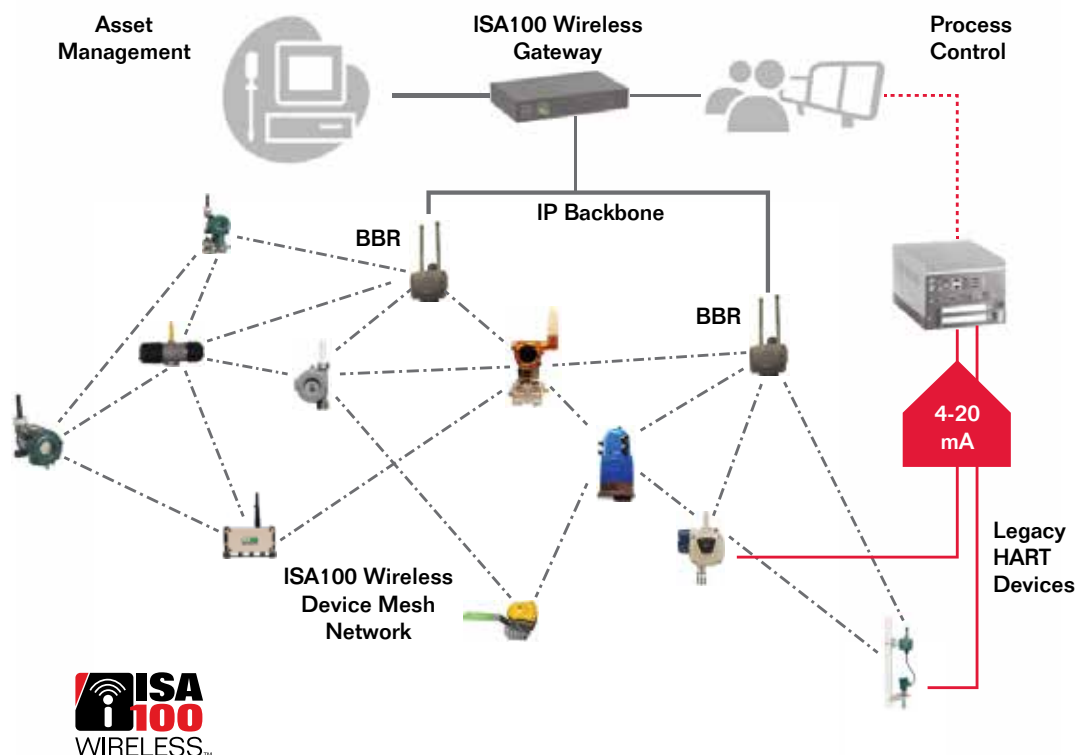 Asset
Management
ISA100 Wireless
Gateway
Process
Control
IP Backbone
BBR
BBR
4-20
mA
Legacy
HART
Devices
ISA100 Wireless
Device Mesh
Network
ISA
100
WIRELESS™